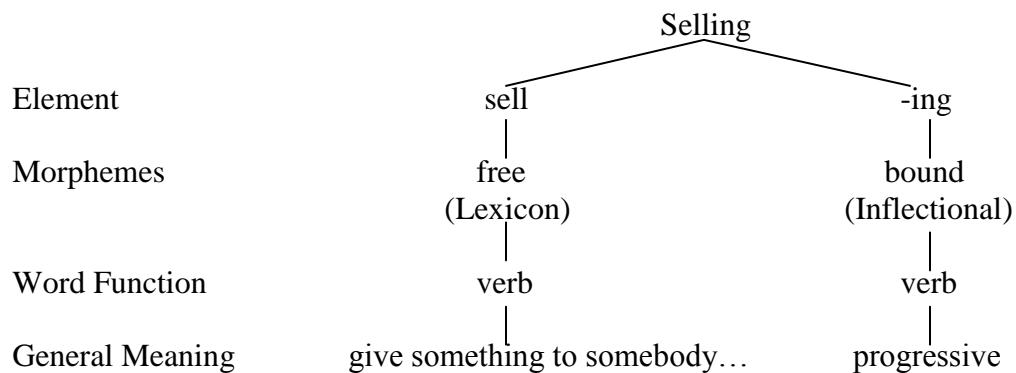 Selling
Element sell -ing
Morphemes free bound
(Lexicon) (Inflectional)
Word Function verb verb
General Meaning give something to somebody… progressive